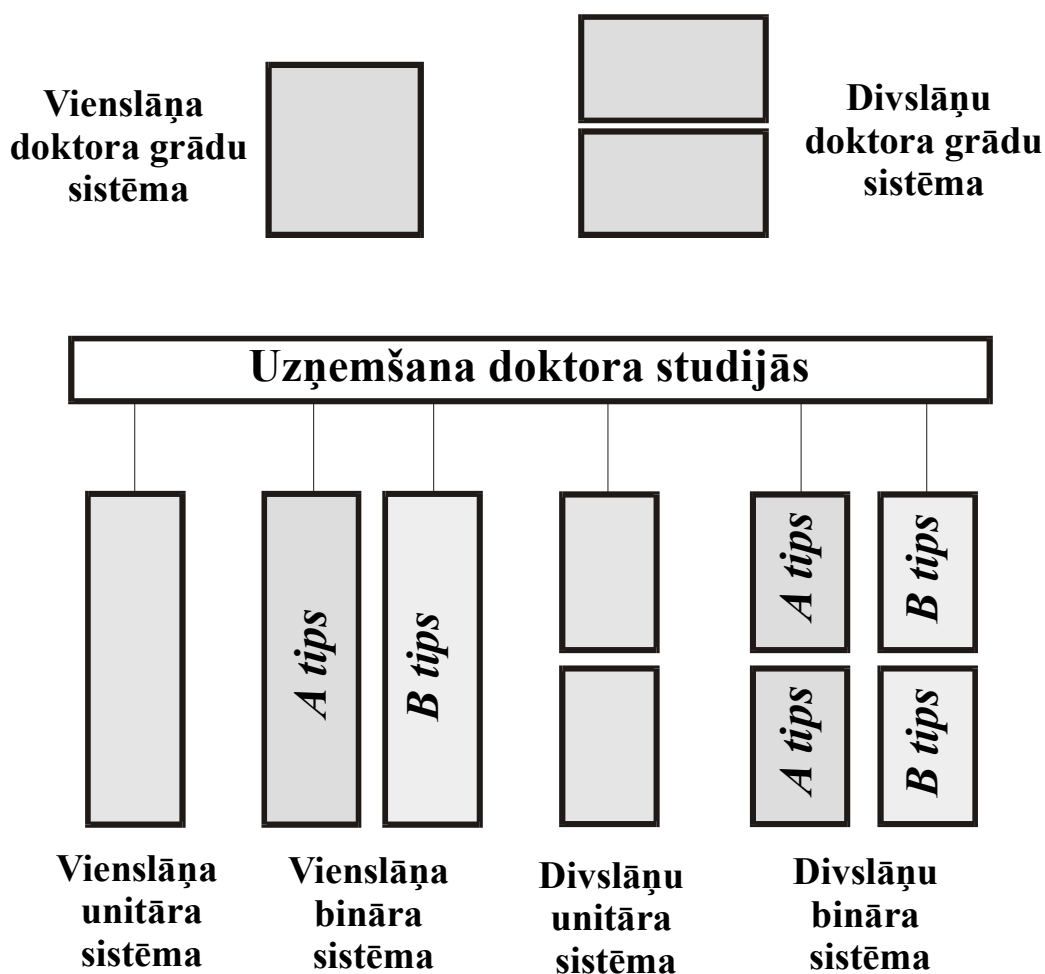 Vienslāņa
doktora grādu
sistēma
Divslāņu
doktora grādu
sistēma
Uzņemšana doktora studijās
A tips
B tips
A tips
B tips
A tips
B tips
Vienslāņa
unitāra
sistēma
Vienslāņa
bināra
sistēma
Divslāņu
unitāra
sistēma
Divslāņu
bināra
sistēma